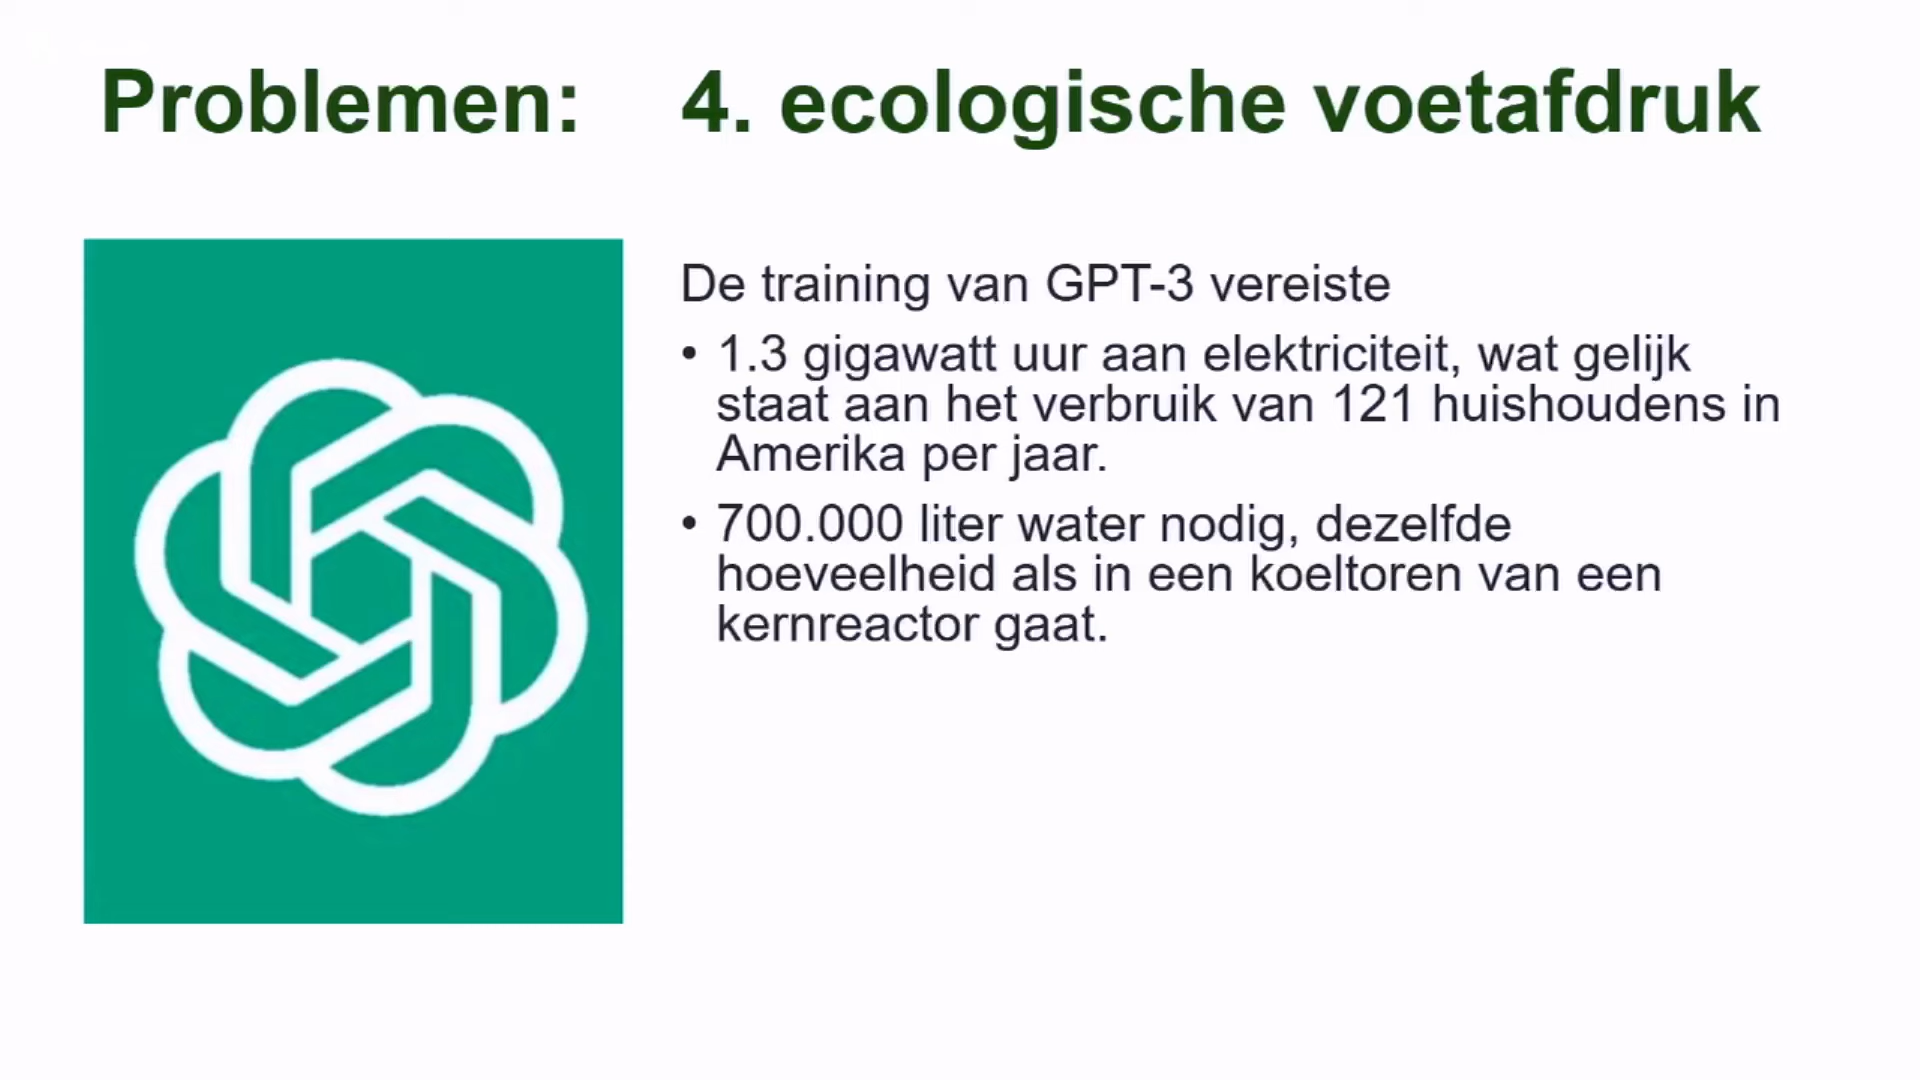 Problemen: 4. ecologische voetafdruk
De training van GPT-3 vereiste
• 1.3 gigawatt uur aan elektriciteit, wat gelijk
staat aan het verbruik van 121 huishoudens in
Amerika per jaar.
• 700.000 liter water nodig, dezelfde
hoeveelheid als in een koeltoren van een
kernreactor gaat.